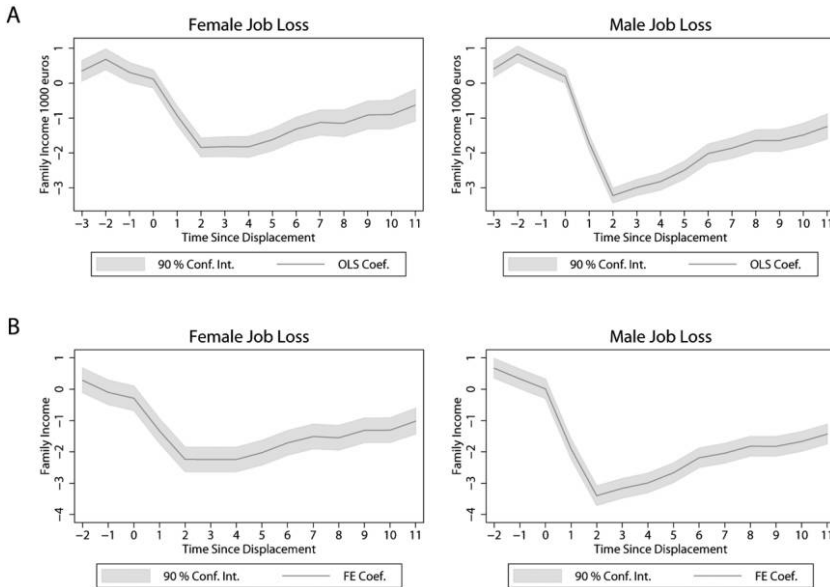 A
Female Job Loss
Family Income 1000 euros
1
0
−1
−2
−3
−3 −2 −1 0 1 2 3 4 5 6 7 8 9 10 11
Time Since Displacement
90 % Conf. Int. OLS Coef.
Male Job Loss
Family Income 1000 euros
1
0
−1
−2
−3
−3 −2 −1 0 1 2 3 4 5 6 7 8 9 10 11
Time Since Displacement
90 % Conf. Int. OLS Coef.
B
Female Job Loss
Family Income
1
0
−1
−2
−3
−4
−2 −1 0 1 2 3 4 5 6 7 8 9 10 11
Time Since Displacement
90 % Conf. Int. FE Coef.
Male Job Loss
Family Income
1
0
−1
−2
−3
−4
−2 −1 0 1 2 3 4 5 6 7 8 9 10 11
Time Since Displacement
90 % Conf. Int. FE Coef.